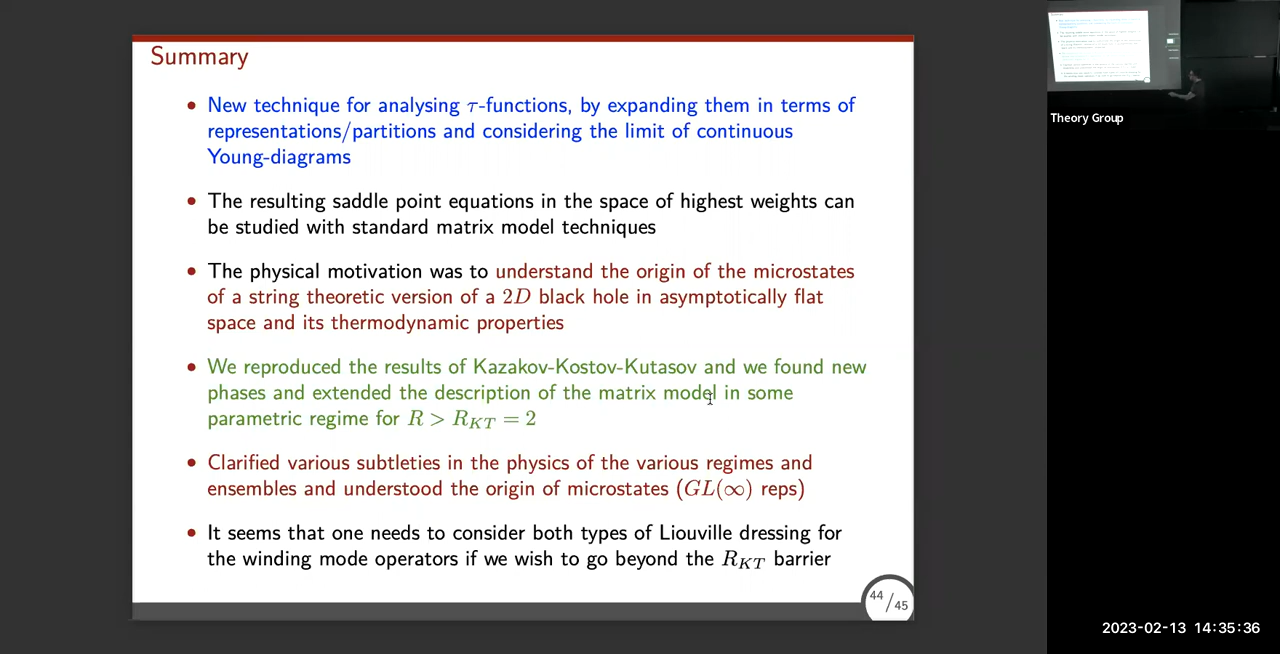 Summary
• New technique for analysing τ-functions, by expanding them in terms of
representations/partitions and considering the limit of continuous
Young-diagrams
• The resulting saddle point equations in the space of highest weights can
be studied with standard matrix model techniques
• The physical motivation was to understand the origin of the microstates
of a string theoretic version of a 2D black hole in asymptotically flat
space and its thermodynamic properties
• We reproduced the results of Kazakov-Kostov-Kutasov and we found new
phases and extended the description of the matrix model in some
parametric regime for R > R_{KT} = 2
• Clarified various subtleties in the physics of the various regimes and
ensembles and understood the origin of microstates (GL(∞) reps)
• It seems that one needs to consider both types of Liouville dressing for
the winding mode operators if we wish to go beyond the R_{KT} barrier
44/45
Theory Group
2023-02-13 14:35:36